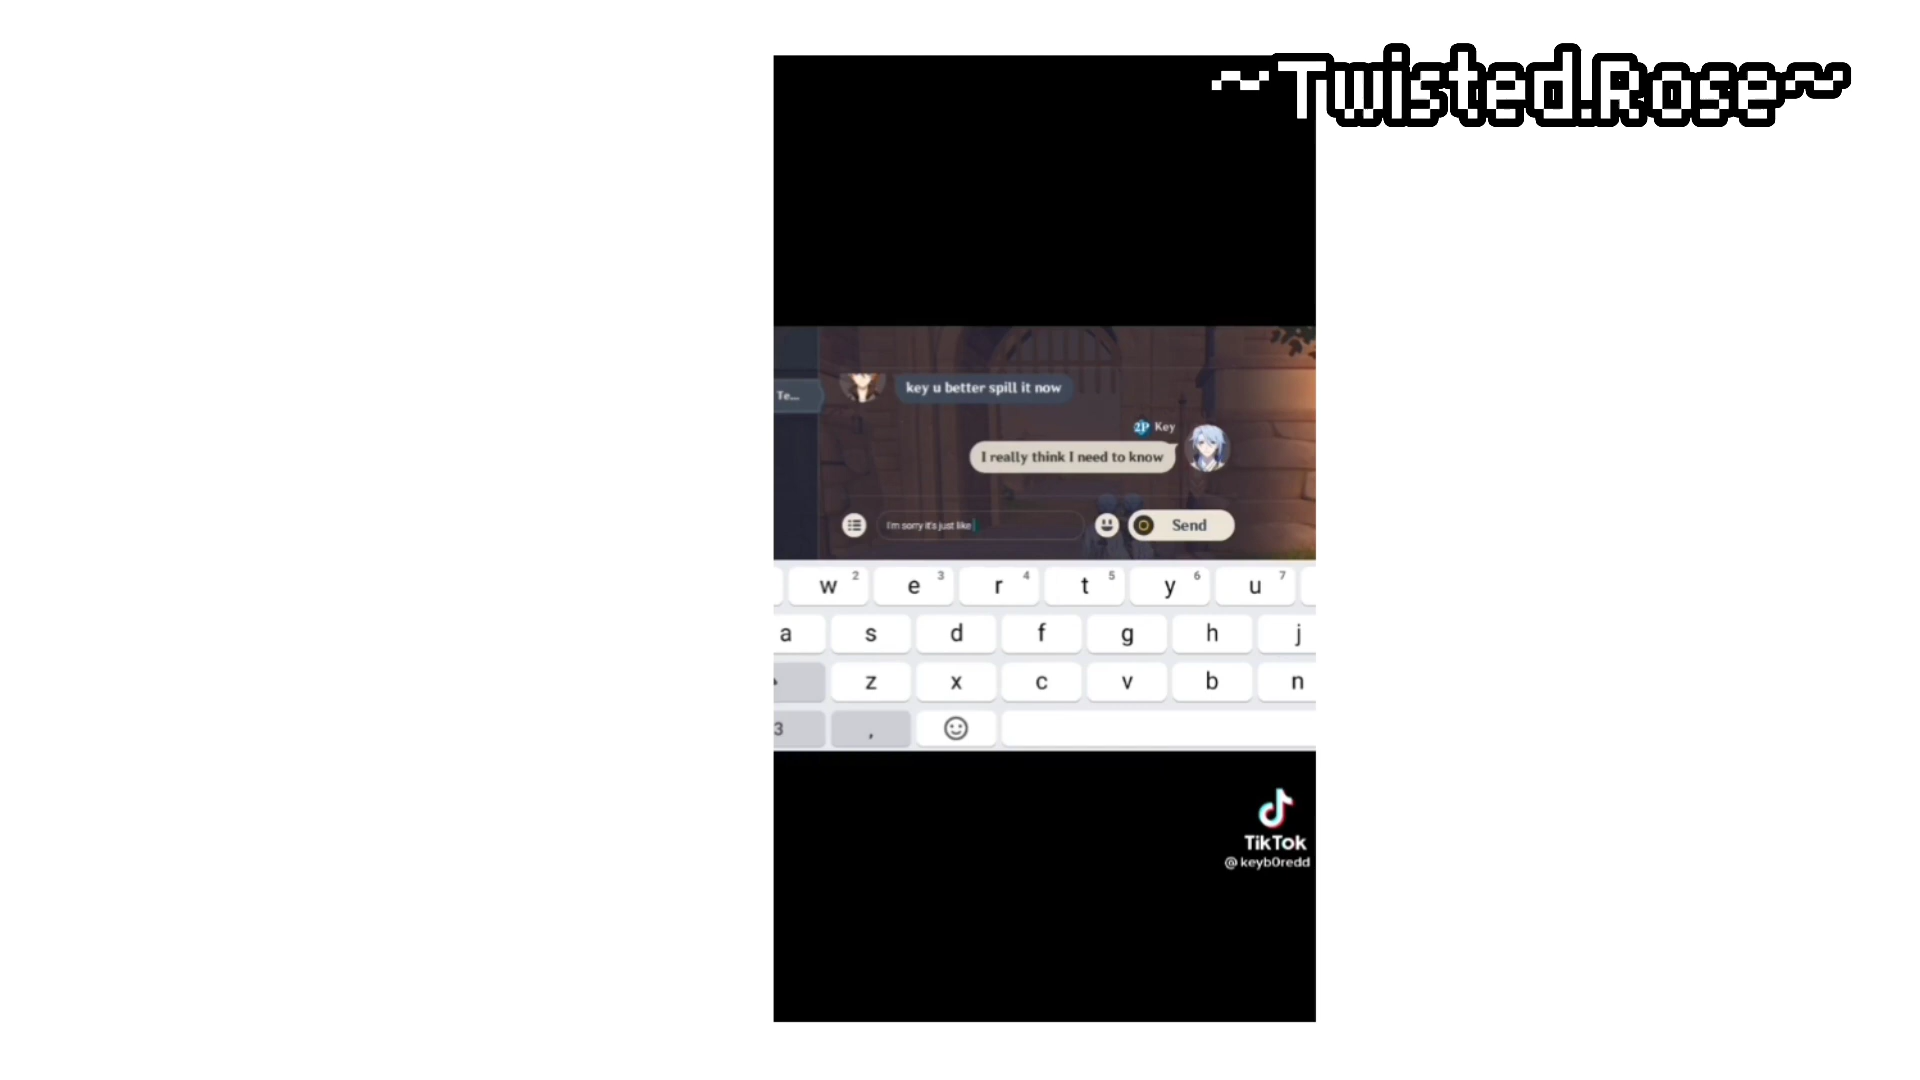 ~Twisted.Rose~
Te...
key u better spill it now
2P Key
I really think I need to know
I'm sorry it's just like
Send
w 2 e 3 r 4 t 5 y 6 u 7
a s d f g h j
z x c v b n
3 ,
TikTok
@keyb0redd